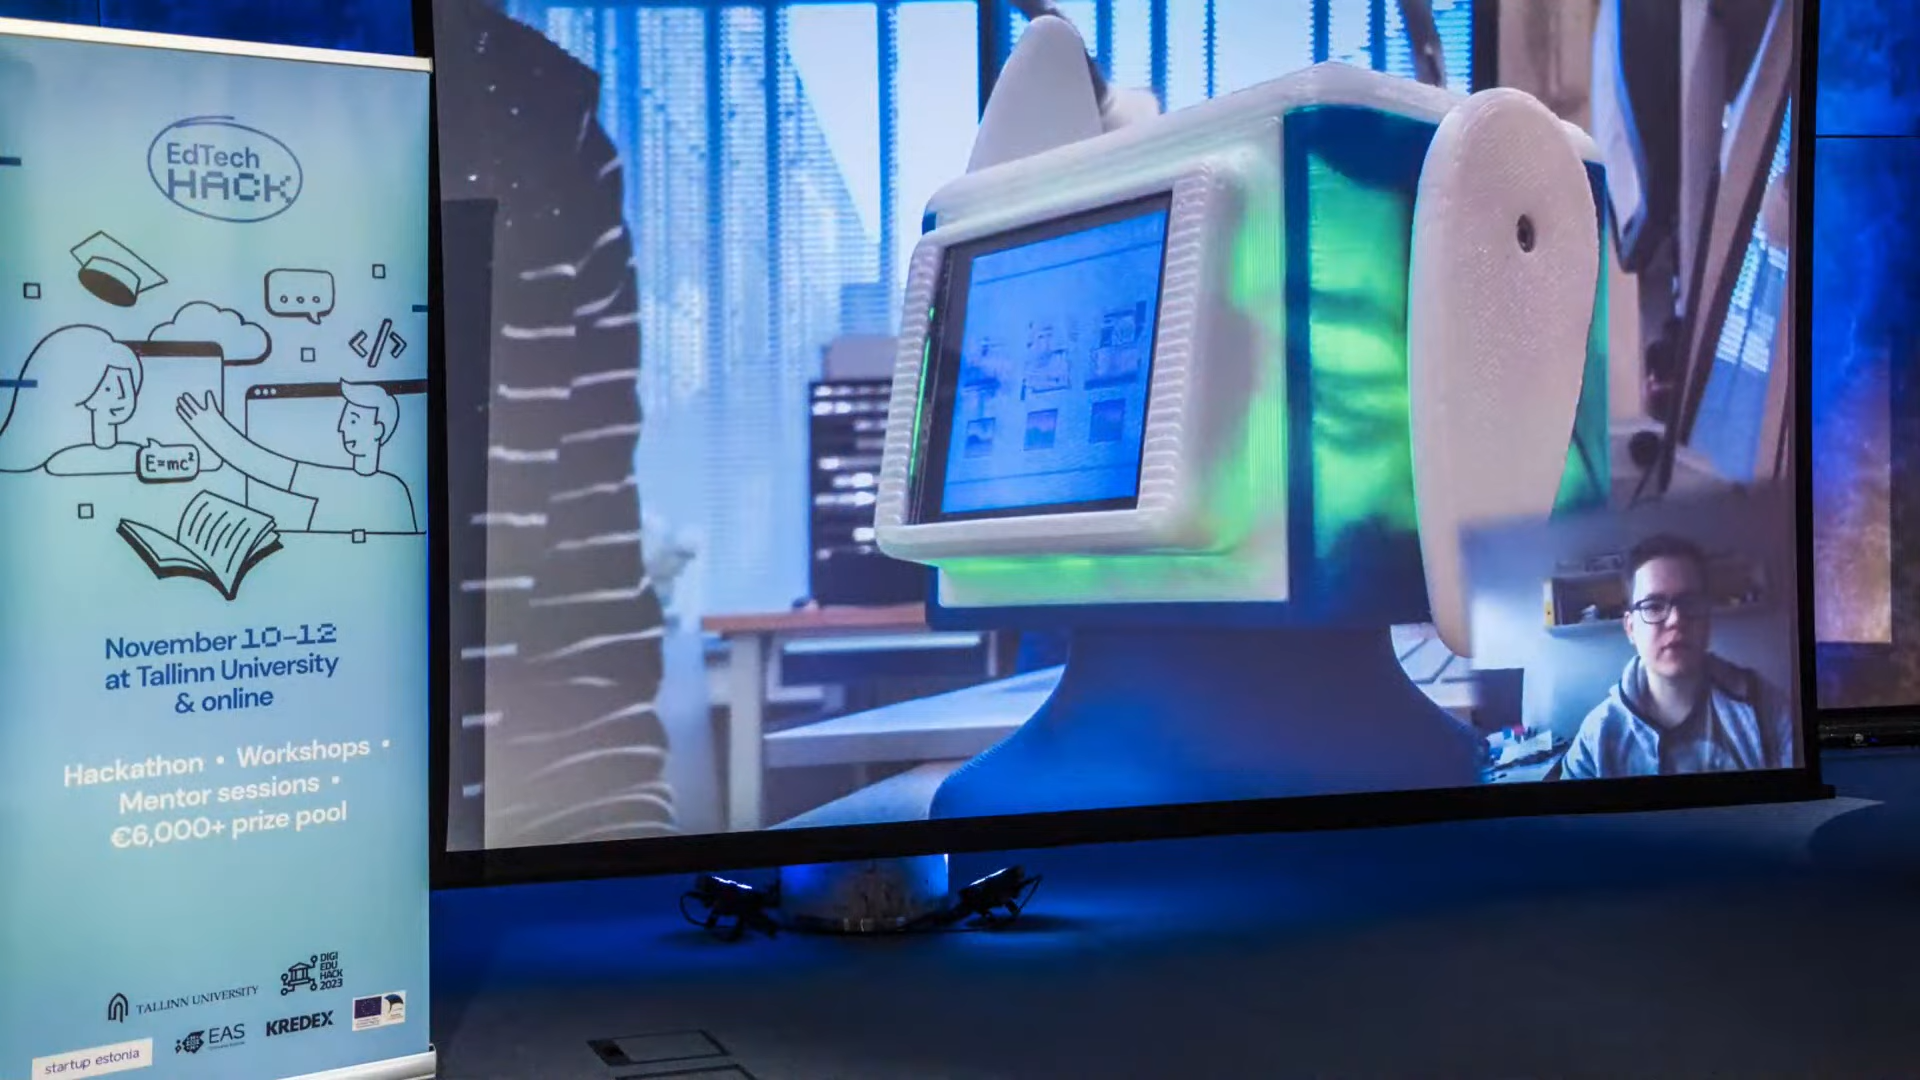 EdTech
HACK
E=mc²
November 10-12
at Tallinn University
& online
Hackathon • Workshops •
Mentor sessions •
€6,000+ prize pool
TALLINN UNIVERSITY
DIGI
EDU
HACK
2023
EAS
KREDEX
startup estonia